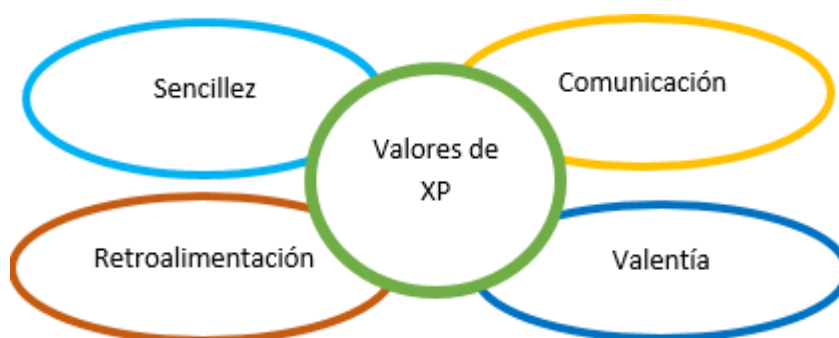 Sencillez
Comunicación
Valores de
XP
Retroalimentación
Valentía